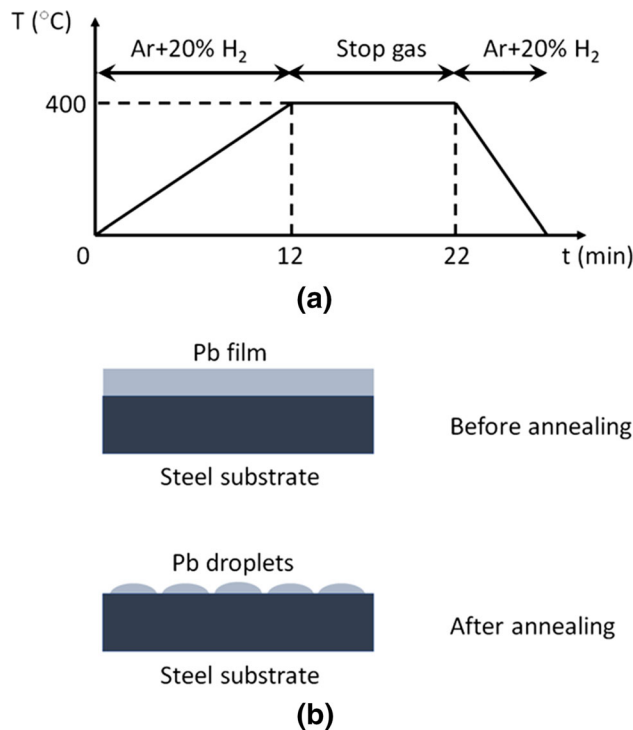 T (°C)
Ar+20% H₂
Stop gas
Ar+20% H₂
400
0
12
22
t (min)
(a)
Pb film
Before annealing
Steel substrate
Pb droplets
After annealing
Steel substrate
(b)